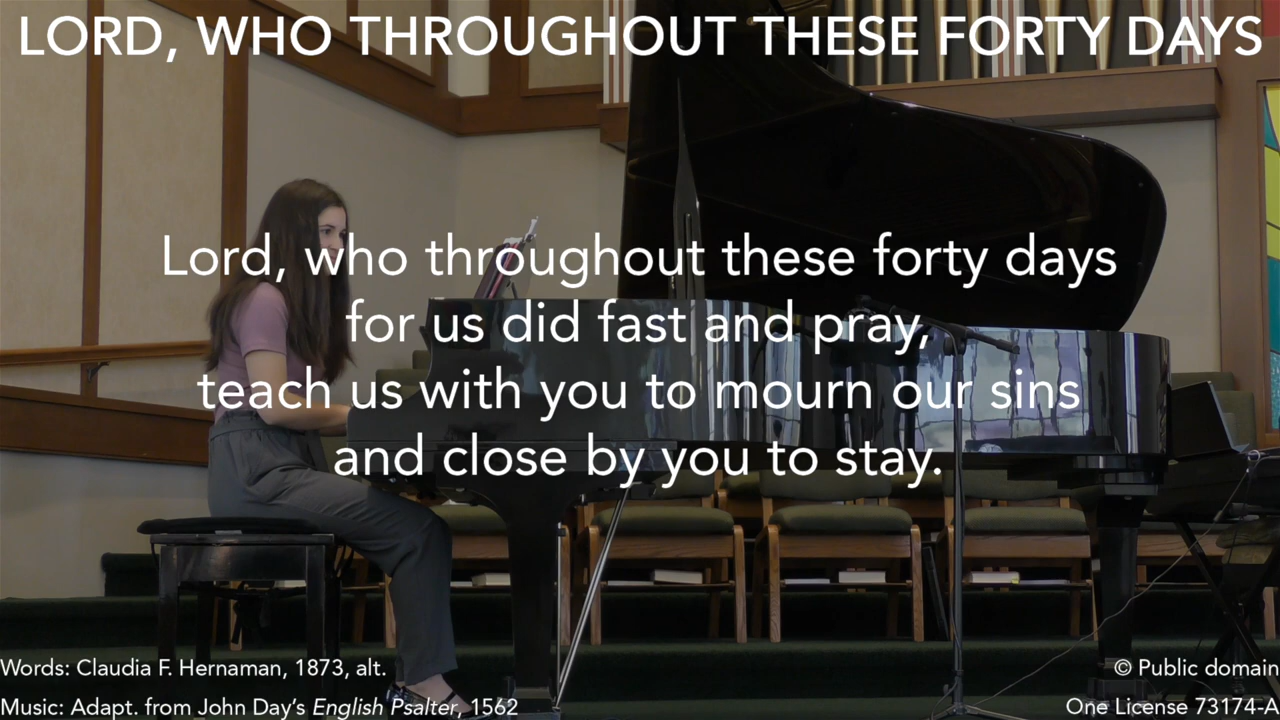 LORD, WHO THROUGHOUT THESE FORTY DAYS
Lord, who throughout these forty days
for us did fast and pray,
teach us with you to mourn our sins
and close by you to stay.
Words: Claudia F. Hernaman, 1873, alt.
Music: Adapt. from John Day’s English Psalter, 1562
© Public domain
One License 73174-A